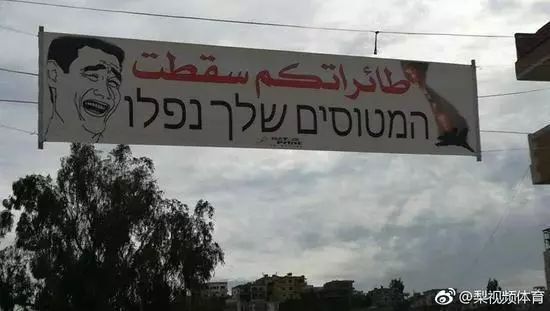 طائراتكم سقطت
המטוסים שלך נפלו
@梨视频体育